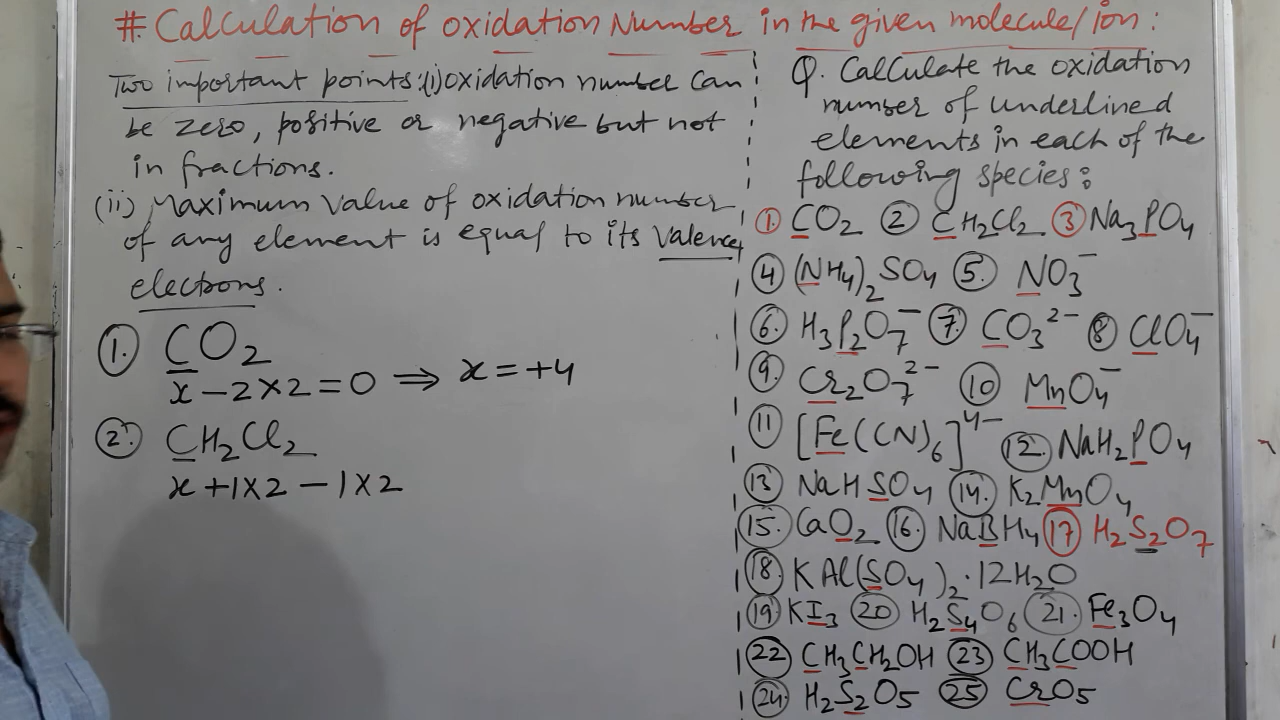 # Calculation of oxidation Number in the given molecule/ion:
Two important points: (i) oxidation number can
be zero, positive or negative but not
in fractions.
(ii) Maximum value of oxidation number
of any element is equal to its valence
electrons.
1. CO2
x - 2×2 = 0 ⇒ x = +4
2. CH2Cl2
x + 1×2 - 1×2
Q. Calculate the oxidation
number of underlined
elements in each of the
following species:
1. CO2 2 CH2Cl2 3 Na3PO4
4 (NH4)2SO4 5. NO3⁻
6. H3P2O7⁻ 7. CO3²⁻ 8 ClO4⁻
9 Cr2O7²⁻ 10 MnO4⁻
11 [Fe(CN)6]⁴⁻ 12. NaH2PO4
13 NaHSO4 14. K2MnO4
15. CaO2 16. NaBH4 17 H2S2O7
18. KAl(SO4)2.12H2O
19 KI3 20 H2S4O6 21. Fe3O4
22 CH3CH2OH 23 CH3COOH
24. H2S2O5 25 CrO5